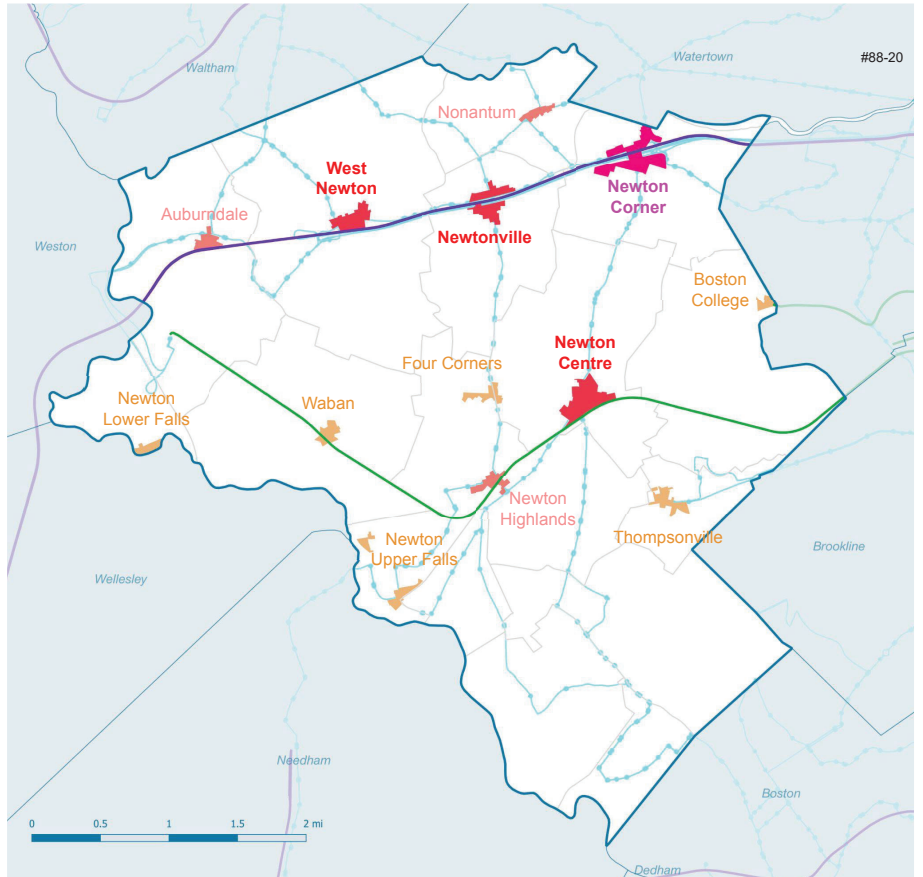 Watertown
#88-20
Waltham
Nonantum
West
Newton
Newton
Corner
Auburndale
Newtonville
Weston
Boston
College
Newton
Centre
Four Corners
Newton
Lower Falls
Waban
Newton
Highlands
Thompsonville
Newton
Upper Falls
Brookline
Wellesley
Needham
Boston
0 0.5 1 1.5 2 mi
Dedham